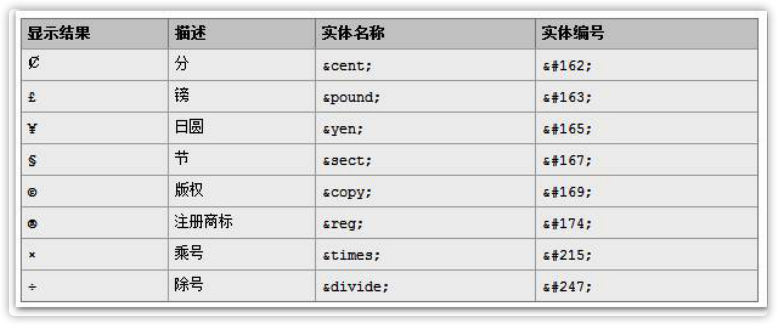 显示结果 描述 实体名称 实体编号
₡ 分 &cent; &#162;
£ 镑 &pound; &#163;
¥ 日圆 &yen; &#165;
§ 节 &sect; &#167;
© 版权 &copy; &#169;
® 注册商标 &reg; &#174;
× 乘号 &times; &#215;
÷ 除号 &divide; &#247;